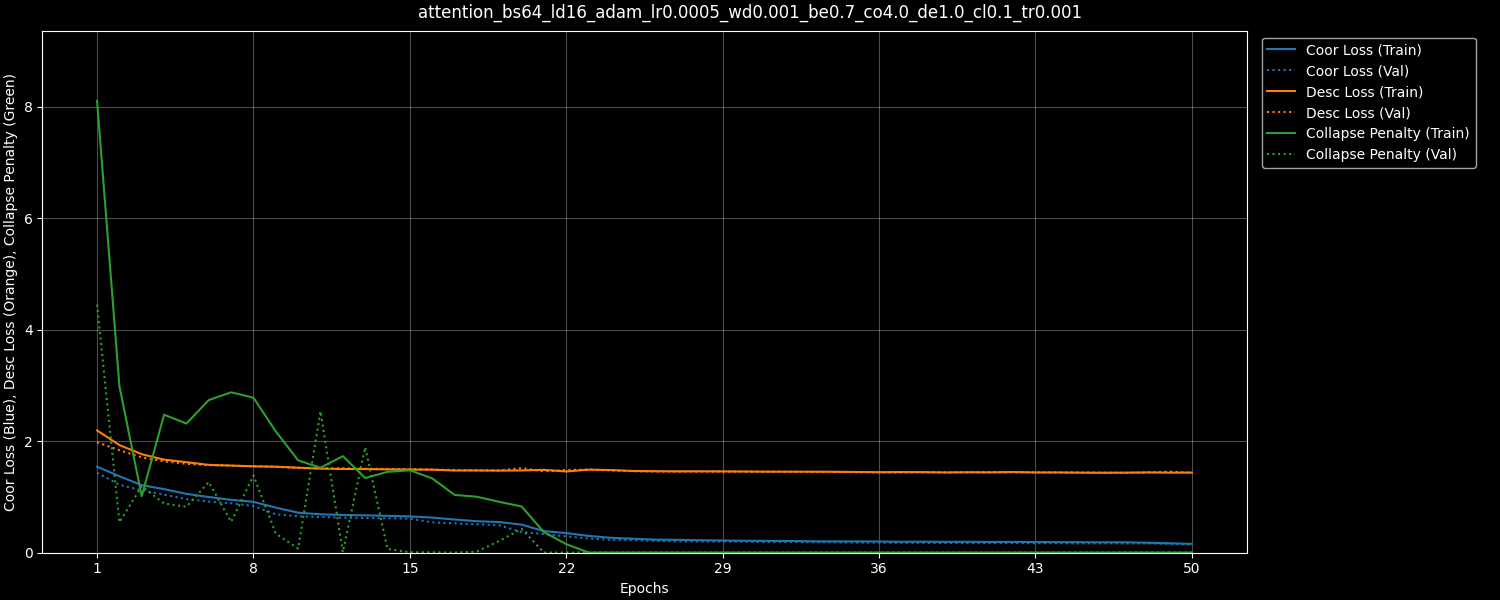 attention_bs64_ld16_adam_lr0.0005_wd0.001_be0.7_co4.0_de1.0_cl0.1_tr0.001
Coor Loss (Blue), Desc Loss (Orange), Collapse Penalty (Green)
8
6
4
2
0
1 8 15 22 29 36 43 50
Epochs
Coor Loss (Train)
Coor Loss (Val)
Desc Loss (Train)
Desc Loss (Val)
Collapse Penalty (Train)
Collapse Penalty (Val)